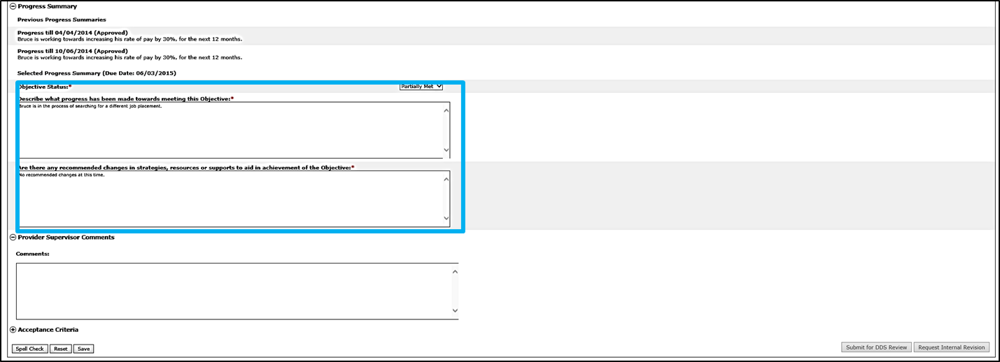 Progress Summary
Previous Progress Summaries
Progress till 04/04/2014 (Approved)
Bruce is working towards increasing his rate of pay by 30%, for the next 12 months.
Progress till 10/06/2014 (Approved)
Bruce is working towards increasing his rate of pay by 30%, for the next 12 months.
Selected Progress Summary (Due Date: 06/03/2015)
Objective Status:* Partially Met
Describe what progress has been made towards meeting this Objective:*
Bruce is in the process of searching for a different job placement.
Are there any recommended changes in strategies, resources or supports to aid in achievement of the Objective:*
No recommended changes at this time.
Provider Supervisor Comments
Comments:
Acceptance Criteria
Spell Check Reset Save Submit for DDS Review Request Internal Revision